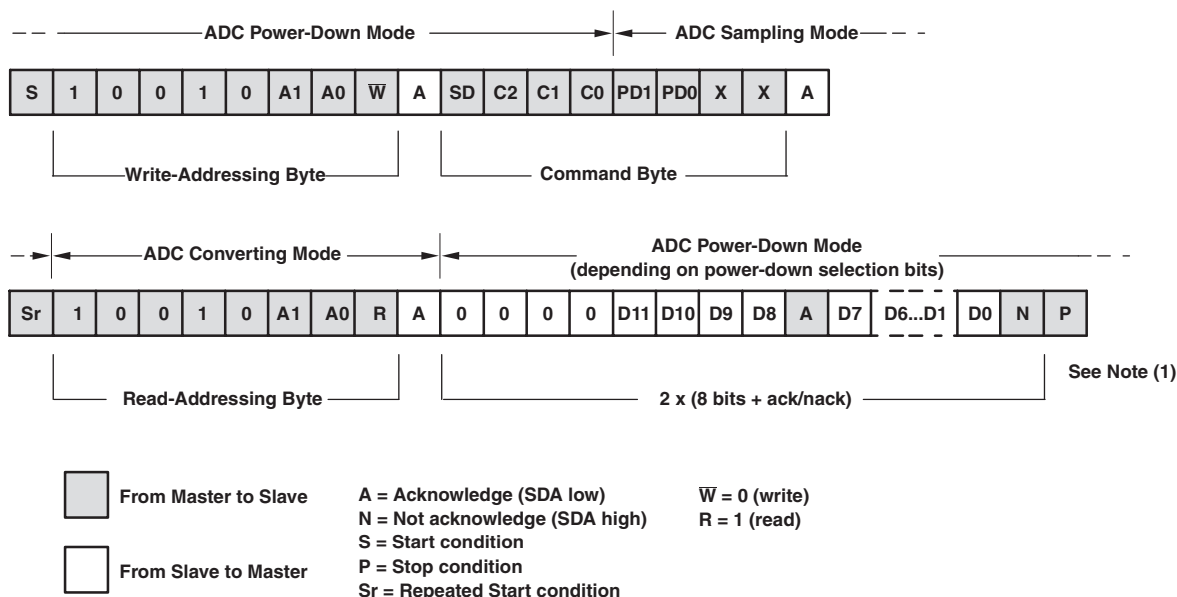 ADC Power-Down Mode ADC Sampling Mode
S 1 0 0 1 0 A1 A0 W̅ A SD C2 C1 C0 PD1 PD0 X X A
Write-Addressing Byte Command Byte
ADC Converting Mode ADC Power-Down Mode
(depending on power-down selection bits)
Sr 1 0 0 1 0 A1 A0 R A 0 0 0 0 D11 D10 D9 D8 A D7 D6...D1 D0 N P
See Note (1)
Read-Addressing Byte 2 x (8 bits + ack/nack)
From Master to Slave
From Slave to Master
A = Acknowledge (SDA low)
N = Not acknowledge (SDA high)
S = Start condition
P = Stop condition
Sr = Repeated Start condition
W̅ = 0 (write)
R = 1 (read)